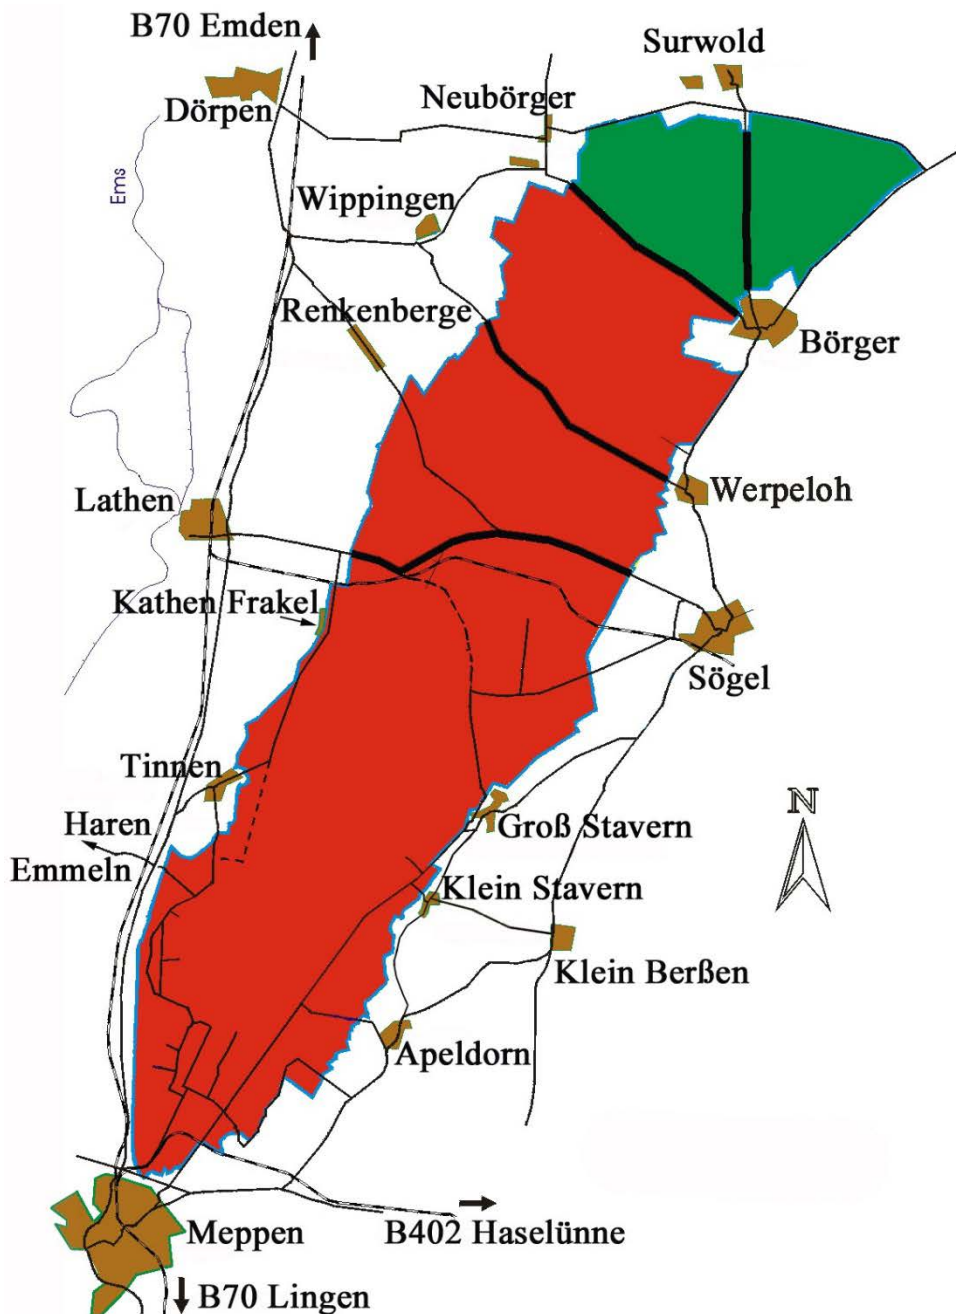 B70 Emden
Surwold
Dörpen
Neubörger
Ems
Wippingen
Renkenberge
Börger
Lathen
Werpeloh
Kathen Frakel
Sögel
Tinnen
N
Haren
Groß Stavern
Emmeln
Klein Stavern
Klein Berßen
Apeldorn
Meppen
B402 Haselünne
B70 Lingen